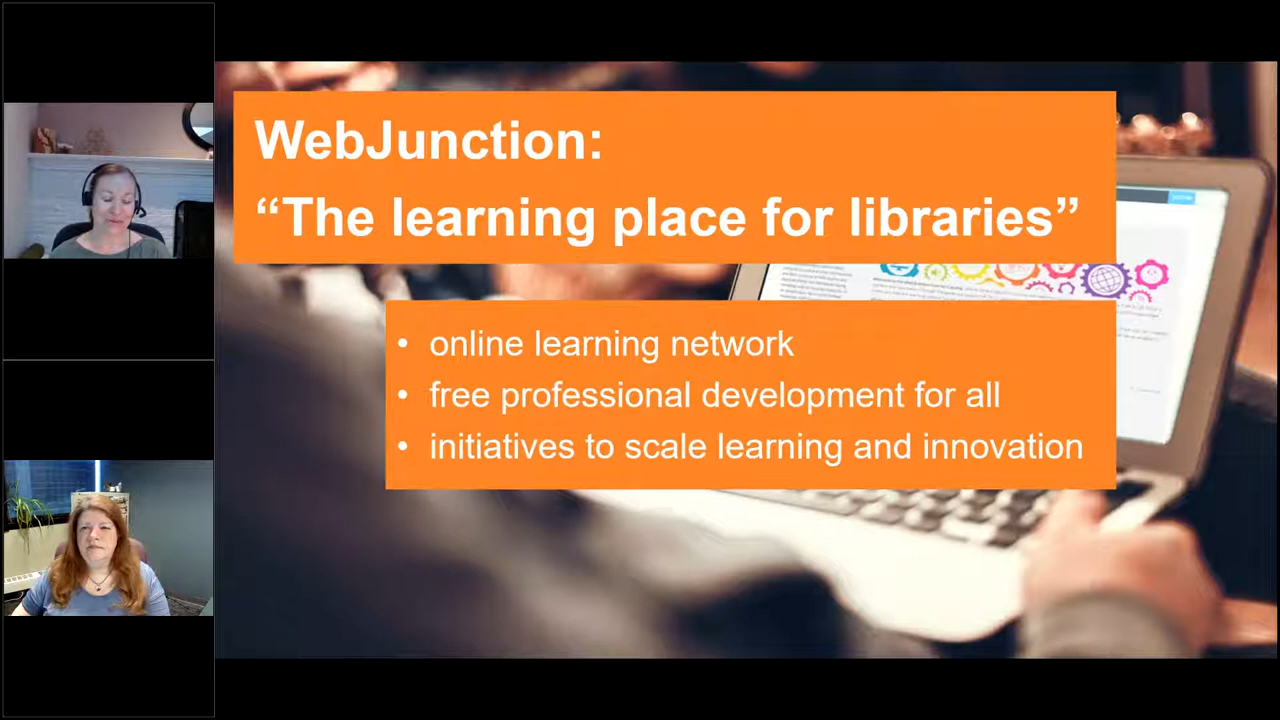 WebJunction:
“The learning place for libraries”
• online learning network
• free professional development for all
• initiatives to scale learning and innovation